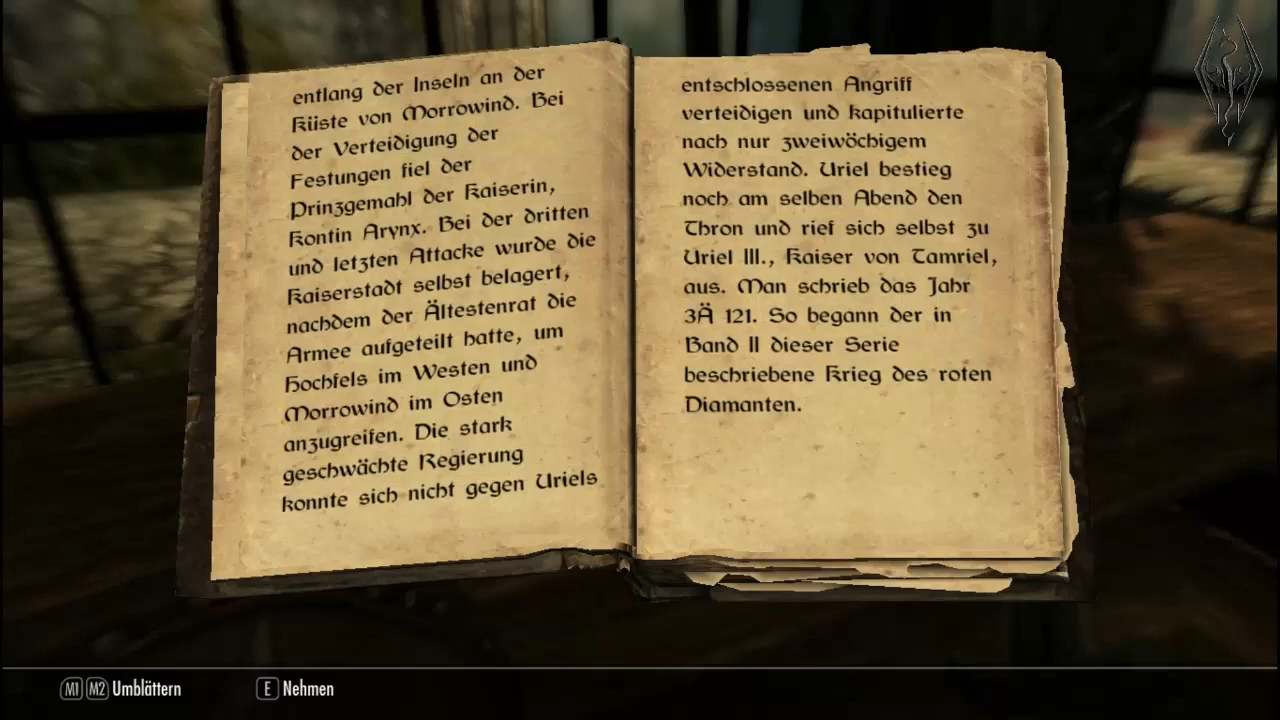 entlang der Inseln an der
Küste von Morrowind. Bei
der Verteidigung der
Festungen fiel der
Prinzgemahl der Kaiserin,
Kontin Arynx. Bei der dritten
und letzten Attacke wurde die
Kaiserstadt selbst belagert,
nachdem der Ältestenrat die
Armee aufgeteilt hatte, um
Hochfels im Westen und
Morrowind im Osten
anzugreifen. Die stark
geschwächte Regierung
konnte sich nicht gegen Uriels
entschlossenen Angriff
verteidigen und kapitulierte
nach nur zweiwöchigem
Widerstand. Uriel bestieg
noch am selben Abend den
Thron und rief sich selbst zu
Uriel III., Kaiser von Tamriel,
aus. Man schrieb das Jahr
3Ä 121. So begann der in
Band II dieser Serie
beschriebene Krieg des roten
Diamanten.
M1 M2 Umblättern
E Nehmen